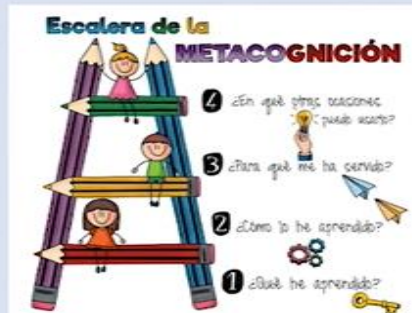 Escalera de la
METACOGNICIÓN
4 ¿En qué otras ocasiones
puedo usarlo?
3 ¿Para qué me ha servido?
2 ¿Cómo lo he aprendido?
1 ¿Qué he aprendido?